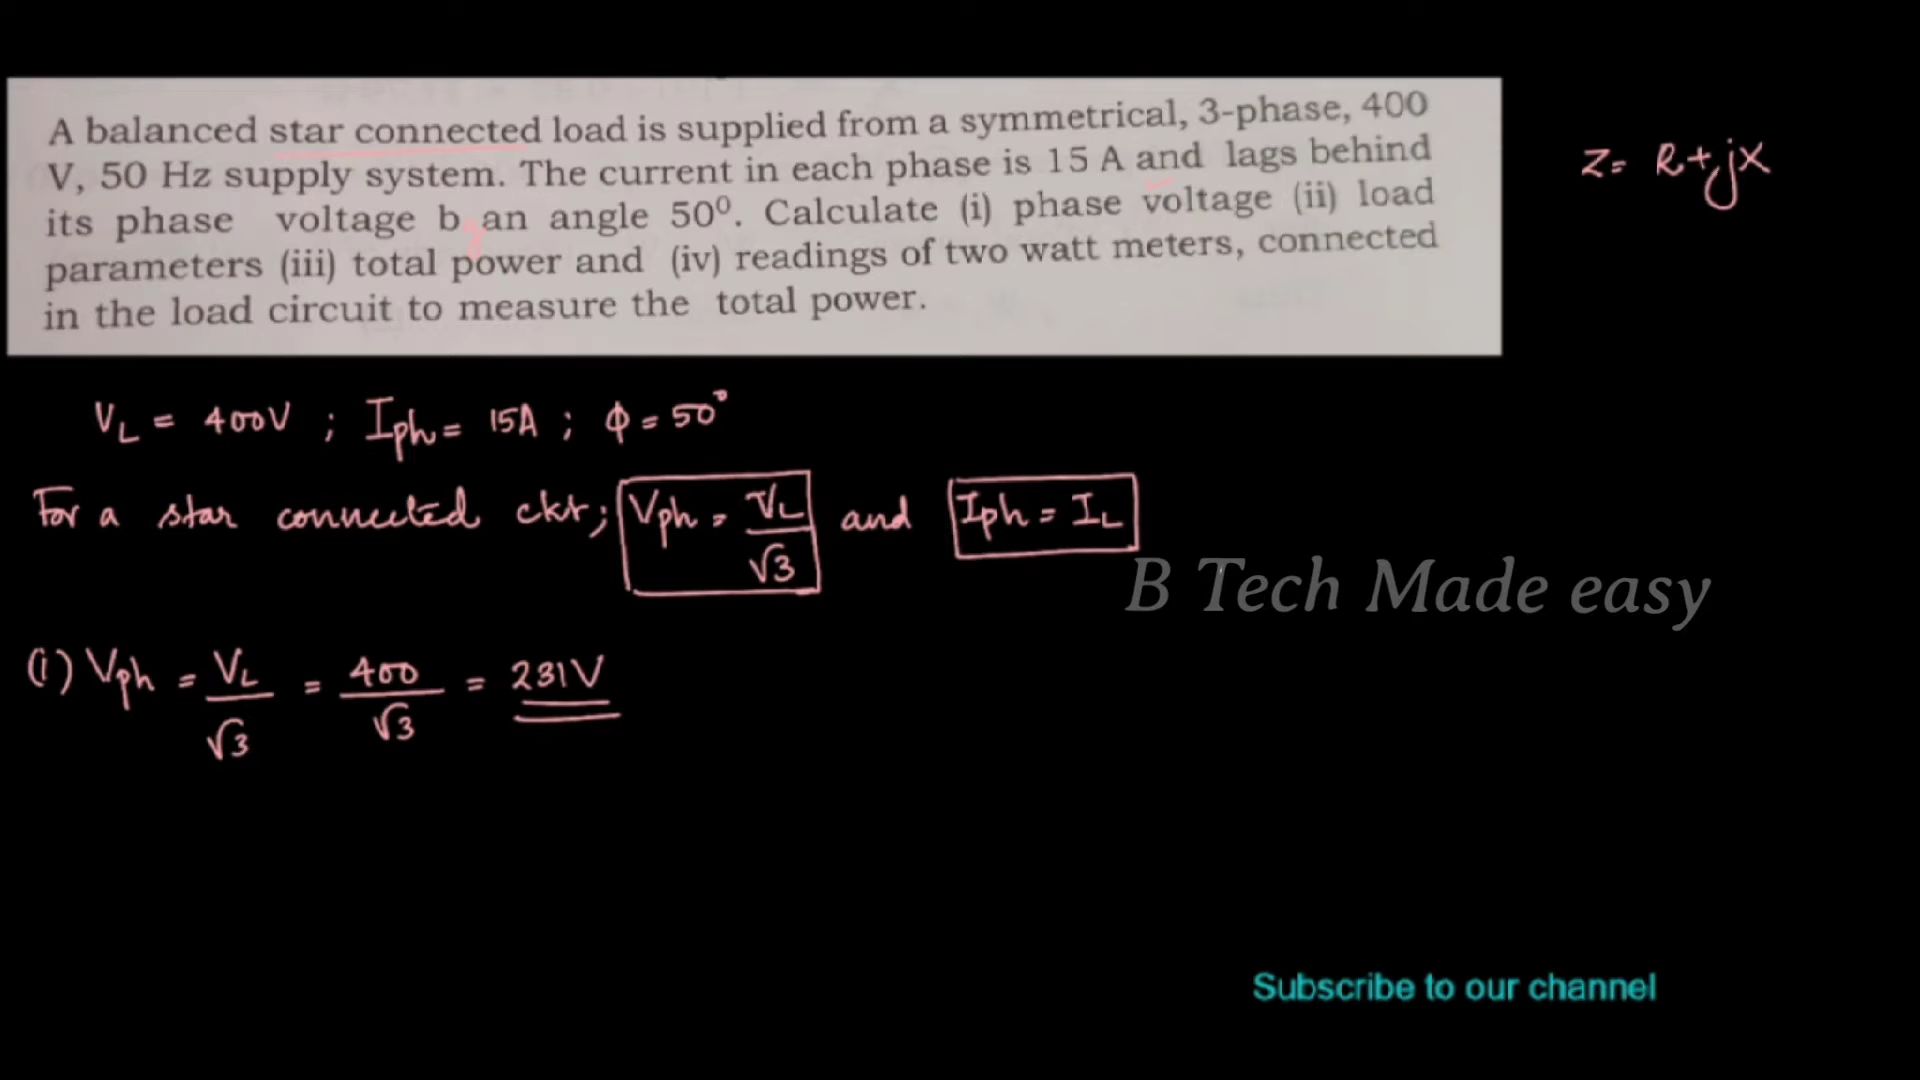 A balanced star connected load is supplied from a symmetrical, 3-phase, 400
V, 50 Hz supply system. The current in each phase is 15 A and lags behind
its phase voltage b an angle 50⁰. Calculate (i) phase voltage (ii) load
parameters (iii) total power and (iv) readings of two watt meters, connected
in the load circuit to measure the total power.
Z = R+jX
VL = 400V ; Iph = 15A ; Φ = 50°
For a star connected ckt; Vph = VL/√3 and Iph = IL
B Tech Made easy
(i) Vph = VL/√3 = 400/√3 = 231V
Subscribe to our channel